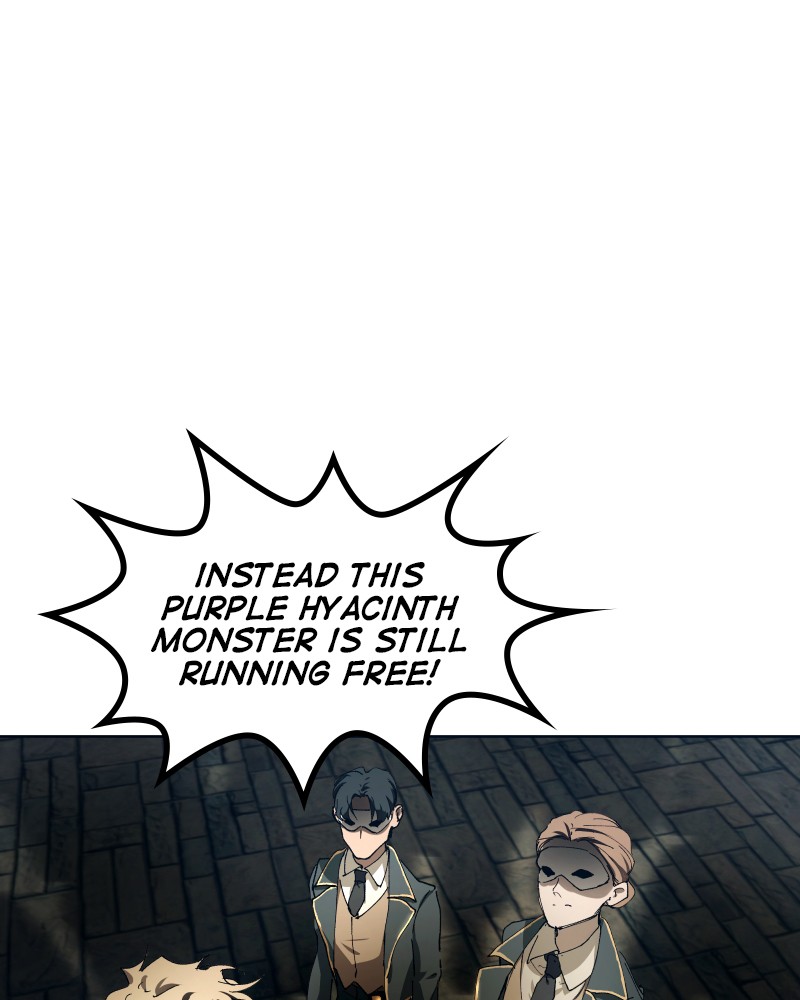 INSTEAD THIS
PURPLE HYACINTH
MONSTER IS STILL
RUNNING FREE!